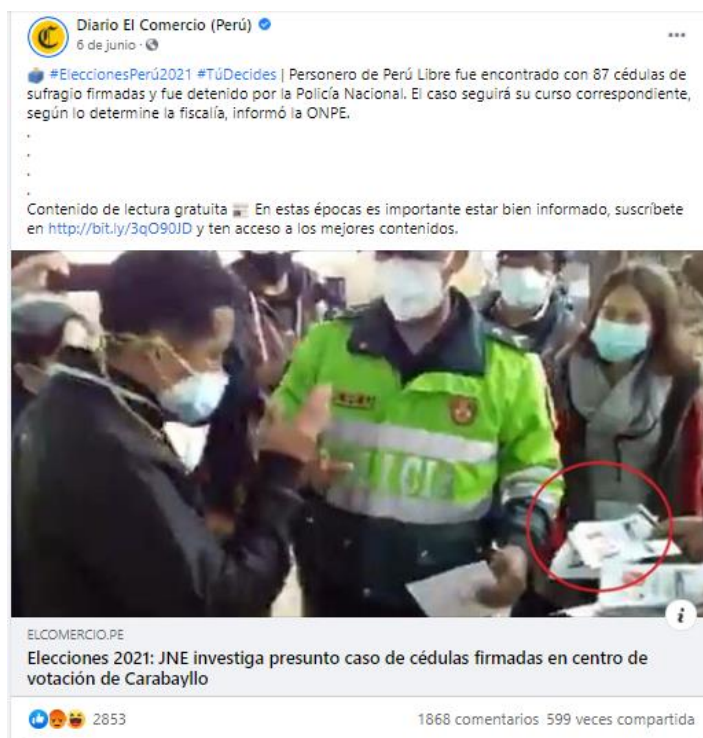 Diario El Comercio (Perú)
6 de junio ·
#EleccionesPerú2021 #TúDecides | Personero de Perú Libre fue encontrado con 87 cédulas de
sufragio firmadas y fue detenido por la Policía Nacional. El caso seguirá su curso correspondiente,
según lo determine la fiscalía, informó la ONPE.
.
.
.
.
Contenido de lectura gratuita 📰 En estas épocas es importante estar bien informado, suscríbete
en http://bit.ly/3qO90JD y ten acceso a los mejores contenidos.
ELCOMERCIO.PE
Elecciones 2021: JNE investiga presunto caso de cédulas firmadas en centro de
votación de Carabayllo
2853
1868 comentarios 599 veces compartida